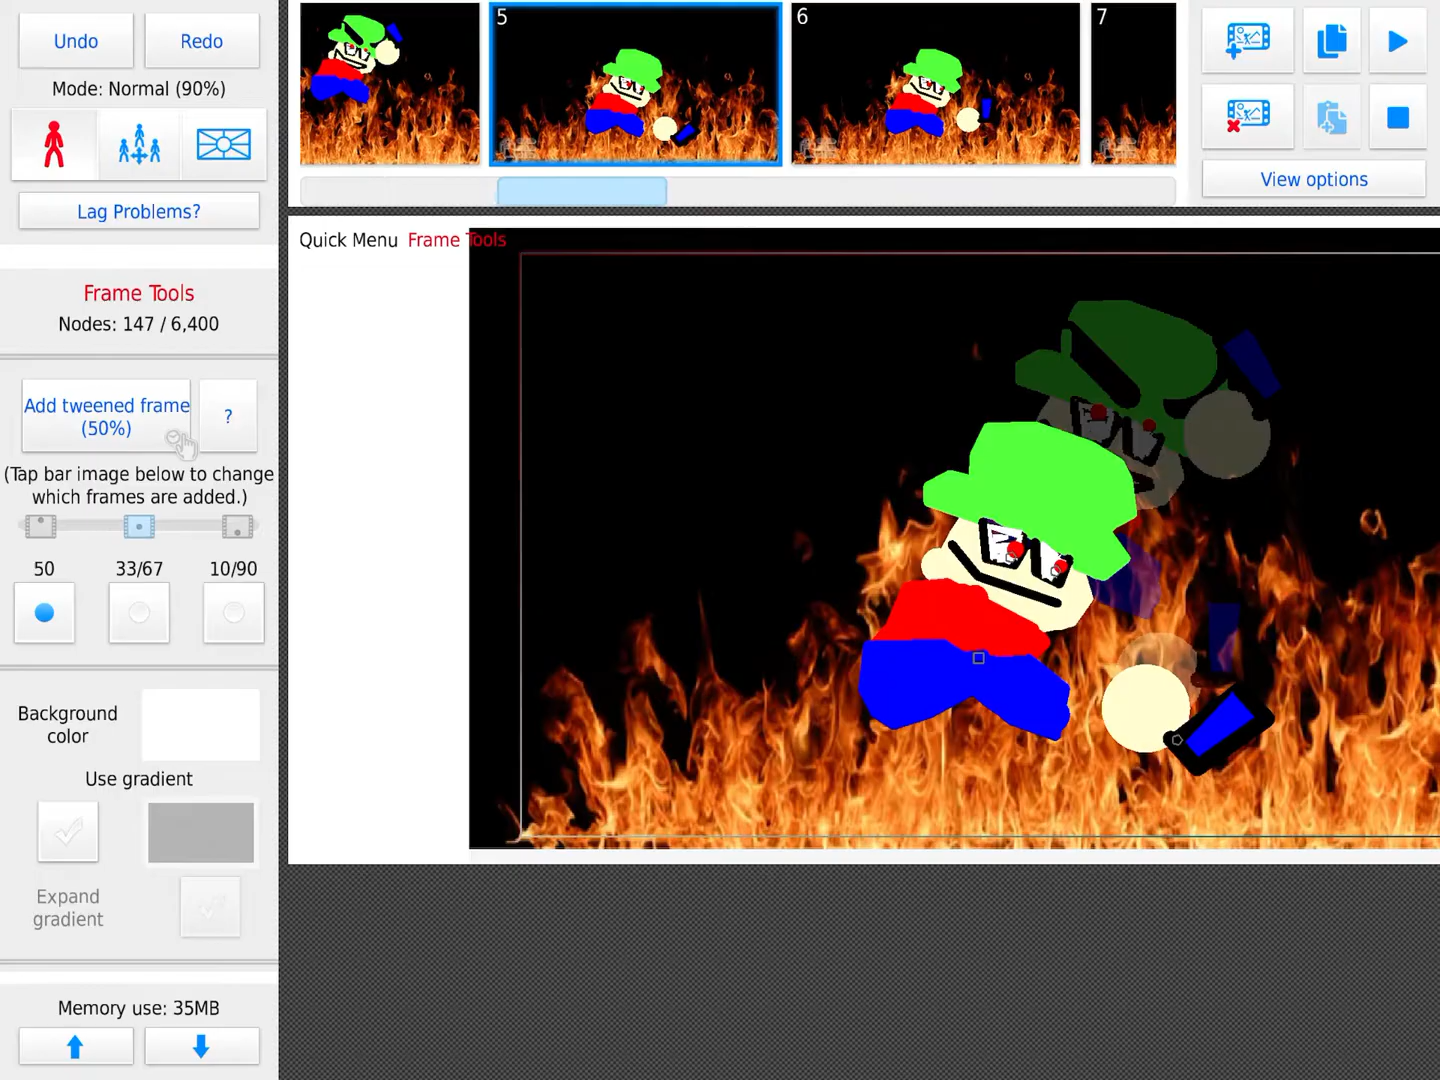 Undo
Redo
Mode: Normal (90%)
Lag Problems?
Frame Tools
Nodes: 147 / 6,400
Add tweened frame
(50%)
?
(Tap bar image below to change
which frames are added.)
50
33/67
10/90
Background
color
Use gradient
Expand
gradient
Memory use: 35MB
5
6
7
View options
Quick Menu
Frame Tools